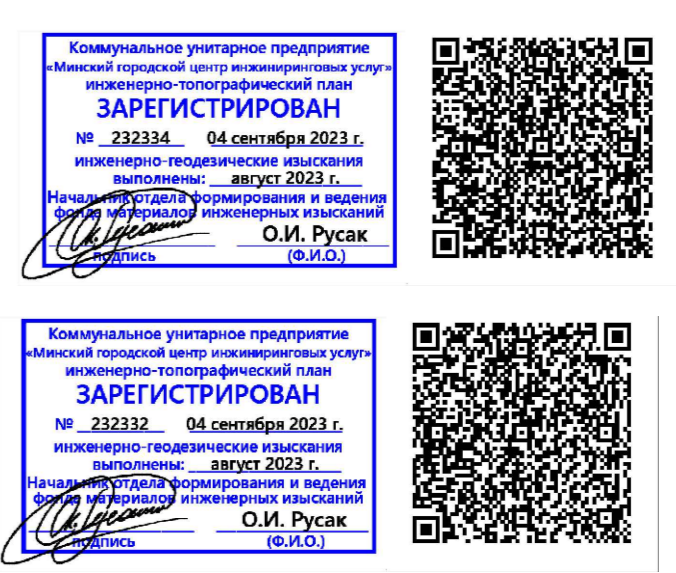 Коммунальное унитарное предприятие
«Минский городской центр инжиниринговых услуг»
инженерно-топографический план
ЗАРЕГИСТРИРОВАН
№ 232334 04 сентября 2023 г.
инженерно-геодезические изыскания
выполнены: август 2023 г.
Начальник отдела формирования и ведения
фонда материалов инженерных изысканий
О.И. Русак
подпись (Ф.И.О.)
Коммунальное унитарное предприятие
«Минский городской центр инжиниринговых услуг»
инженерно-топографический план
ЗАРЕГИСТРИРОВАН
№ 232332 04 сентября 2023 г.
инженерно-геодезические изыскания
выполнены: август 2023 г.
Начальник отдела формирования и ведения
фонда материалов инженерных изысканий
О.И. Русак
подпись (Ф.И.О.)